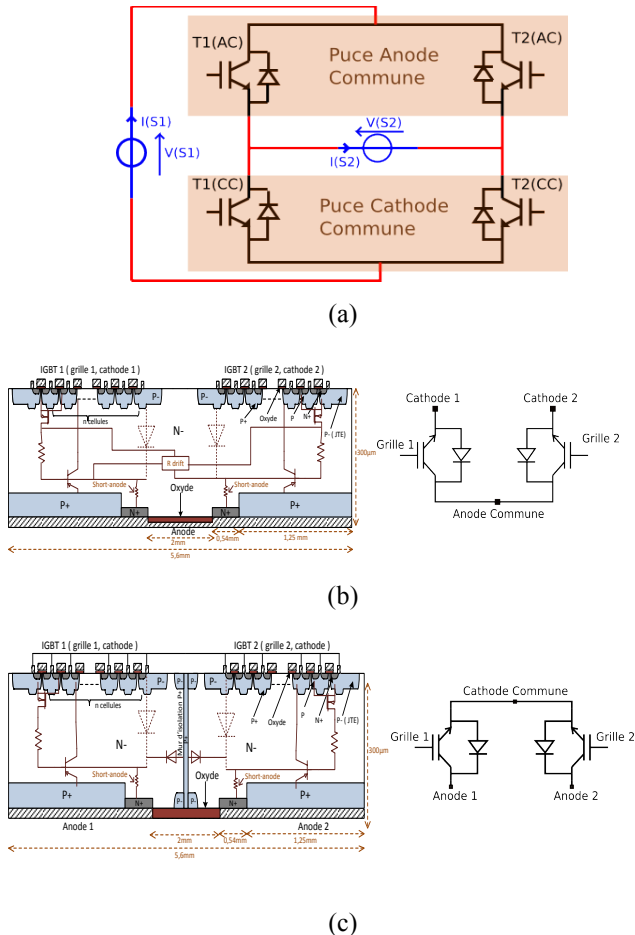 T1(AC)
Puce Anode
Commune
T2(AC)
I(S1)
V(S1)
V(S2)
I(S2)
T1(CC)
Puce Cathode
Commune
T2(CC)
(a)
IGBT 1 ( grille 1, cathode 1 )
IGBT 2 ( grille 2, cathode 2 )
P-
P-
n cellules
N-
P+
Oxyde
P
N+
P- ( JTE)
R drift
Short-anode
Oxyde
Short-anode
P+
N+
N+
P+
Anode
2mm
0,54mm
1,25 mm
5,6mm
300µm
Cathode 1
Cathode 2
Grille 1
Grille 2
Anode Commune
(b)
IGBT 1 ( grille 1, cathode )
IGBT 2 ( grille 2, cathode )
P-
P-
P-
P-
n cellules
Mur d'isolation P+
P+
N-
N-
P+
Oxyde
P
N+
P- ( JTE)
Short-anode
Oxyde
Short-anode
P+
N+
P-
P-
N+
P+
Anode 1
Anode 2
2mm
0,54mm
1,25mm
5,6mm
300µm
Cathode Commune
Grille 1
Grille 2
Anode 1
Anode 2
(c)